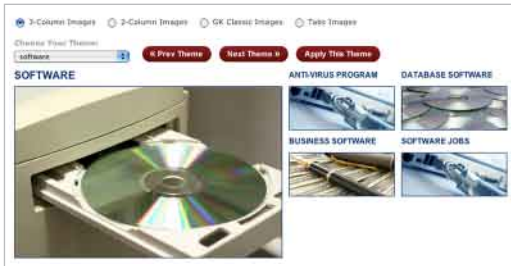 3-Column Images 2-Column Images GK Classic Images Tabs Images
Choose Your Theme:
software « Prev Theme Next Theme » Apply This Theme
SOFTWARE ANTI-VIRUS PROGRAM DATABASE SOFTWARE
BUSINESS SOFTWARE SOFTWARE JOBS